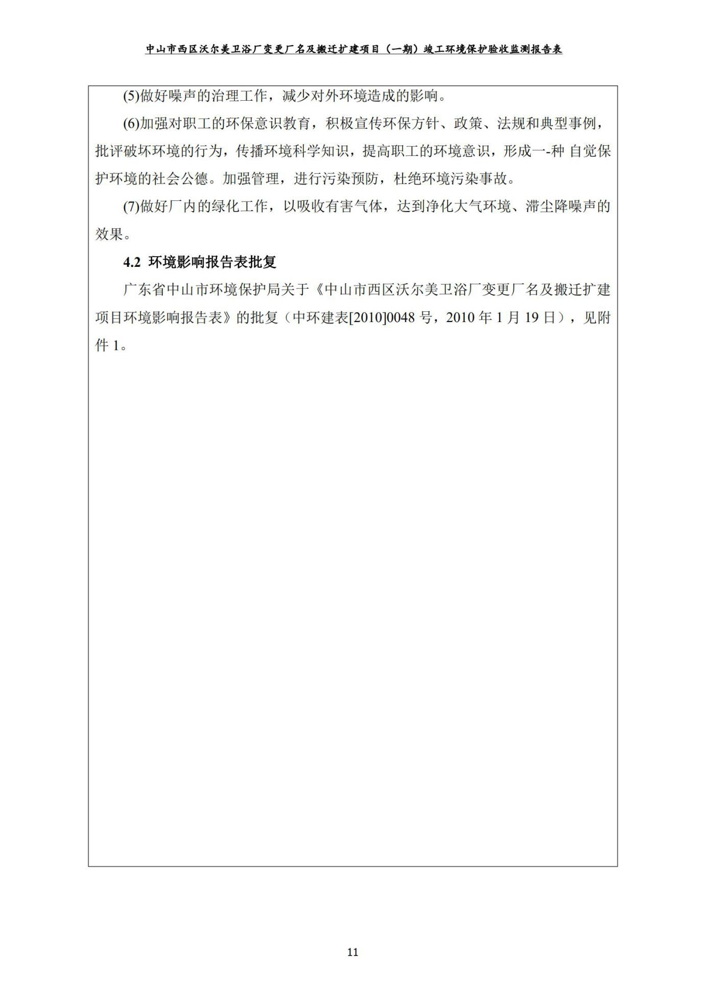 中山市西区沃尔美卫浴厂变更厂名及搬迁扩建项目（一期）竣工环境保护验收监测报告表
(5)做好噪声的治理工作，减少对外环境造成的影响。
(6)加强对职工的环保意识教育，积极宣传环保方针、政策、法规和典型事例，
批评破坏环境的行为，传播环境科学知识，提高职工的环境意识，形成一-种 自觉保
护环境的社会公德。加强管理，进行污染预防，杜绝环境污染事故。
(7)做好厂内的绿化工作，以吸收有害气体，达到净化大气环境、滞尘降噪声的
效果。
4.2 环境影响报告表批复
广东省中山市环境保护局关于《中山市西区沃尔美卫浴厂变更厂名及搬迁扩建
项目环境影响报告表》的批复（中环建表[2010]0048 号，2010 年 1 月 19 日），见附
件 1。
11